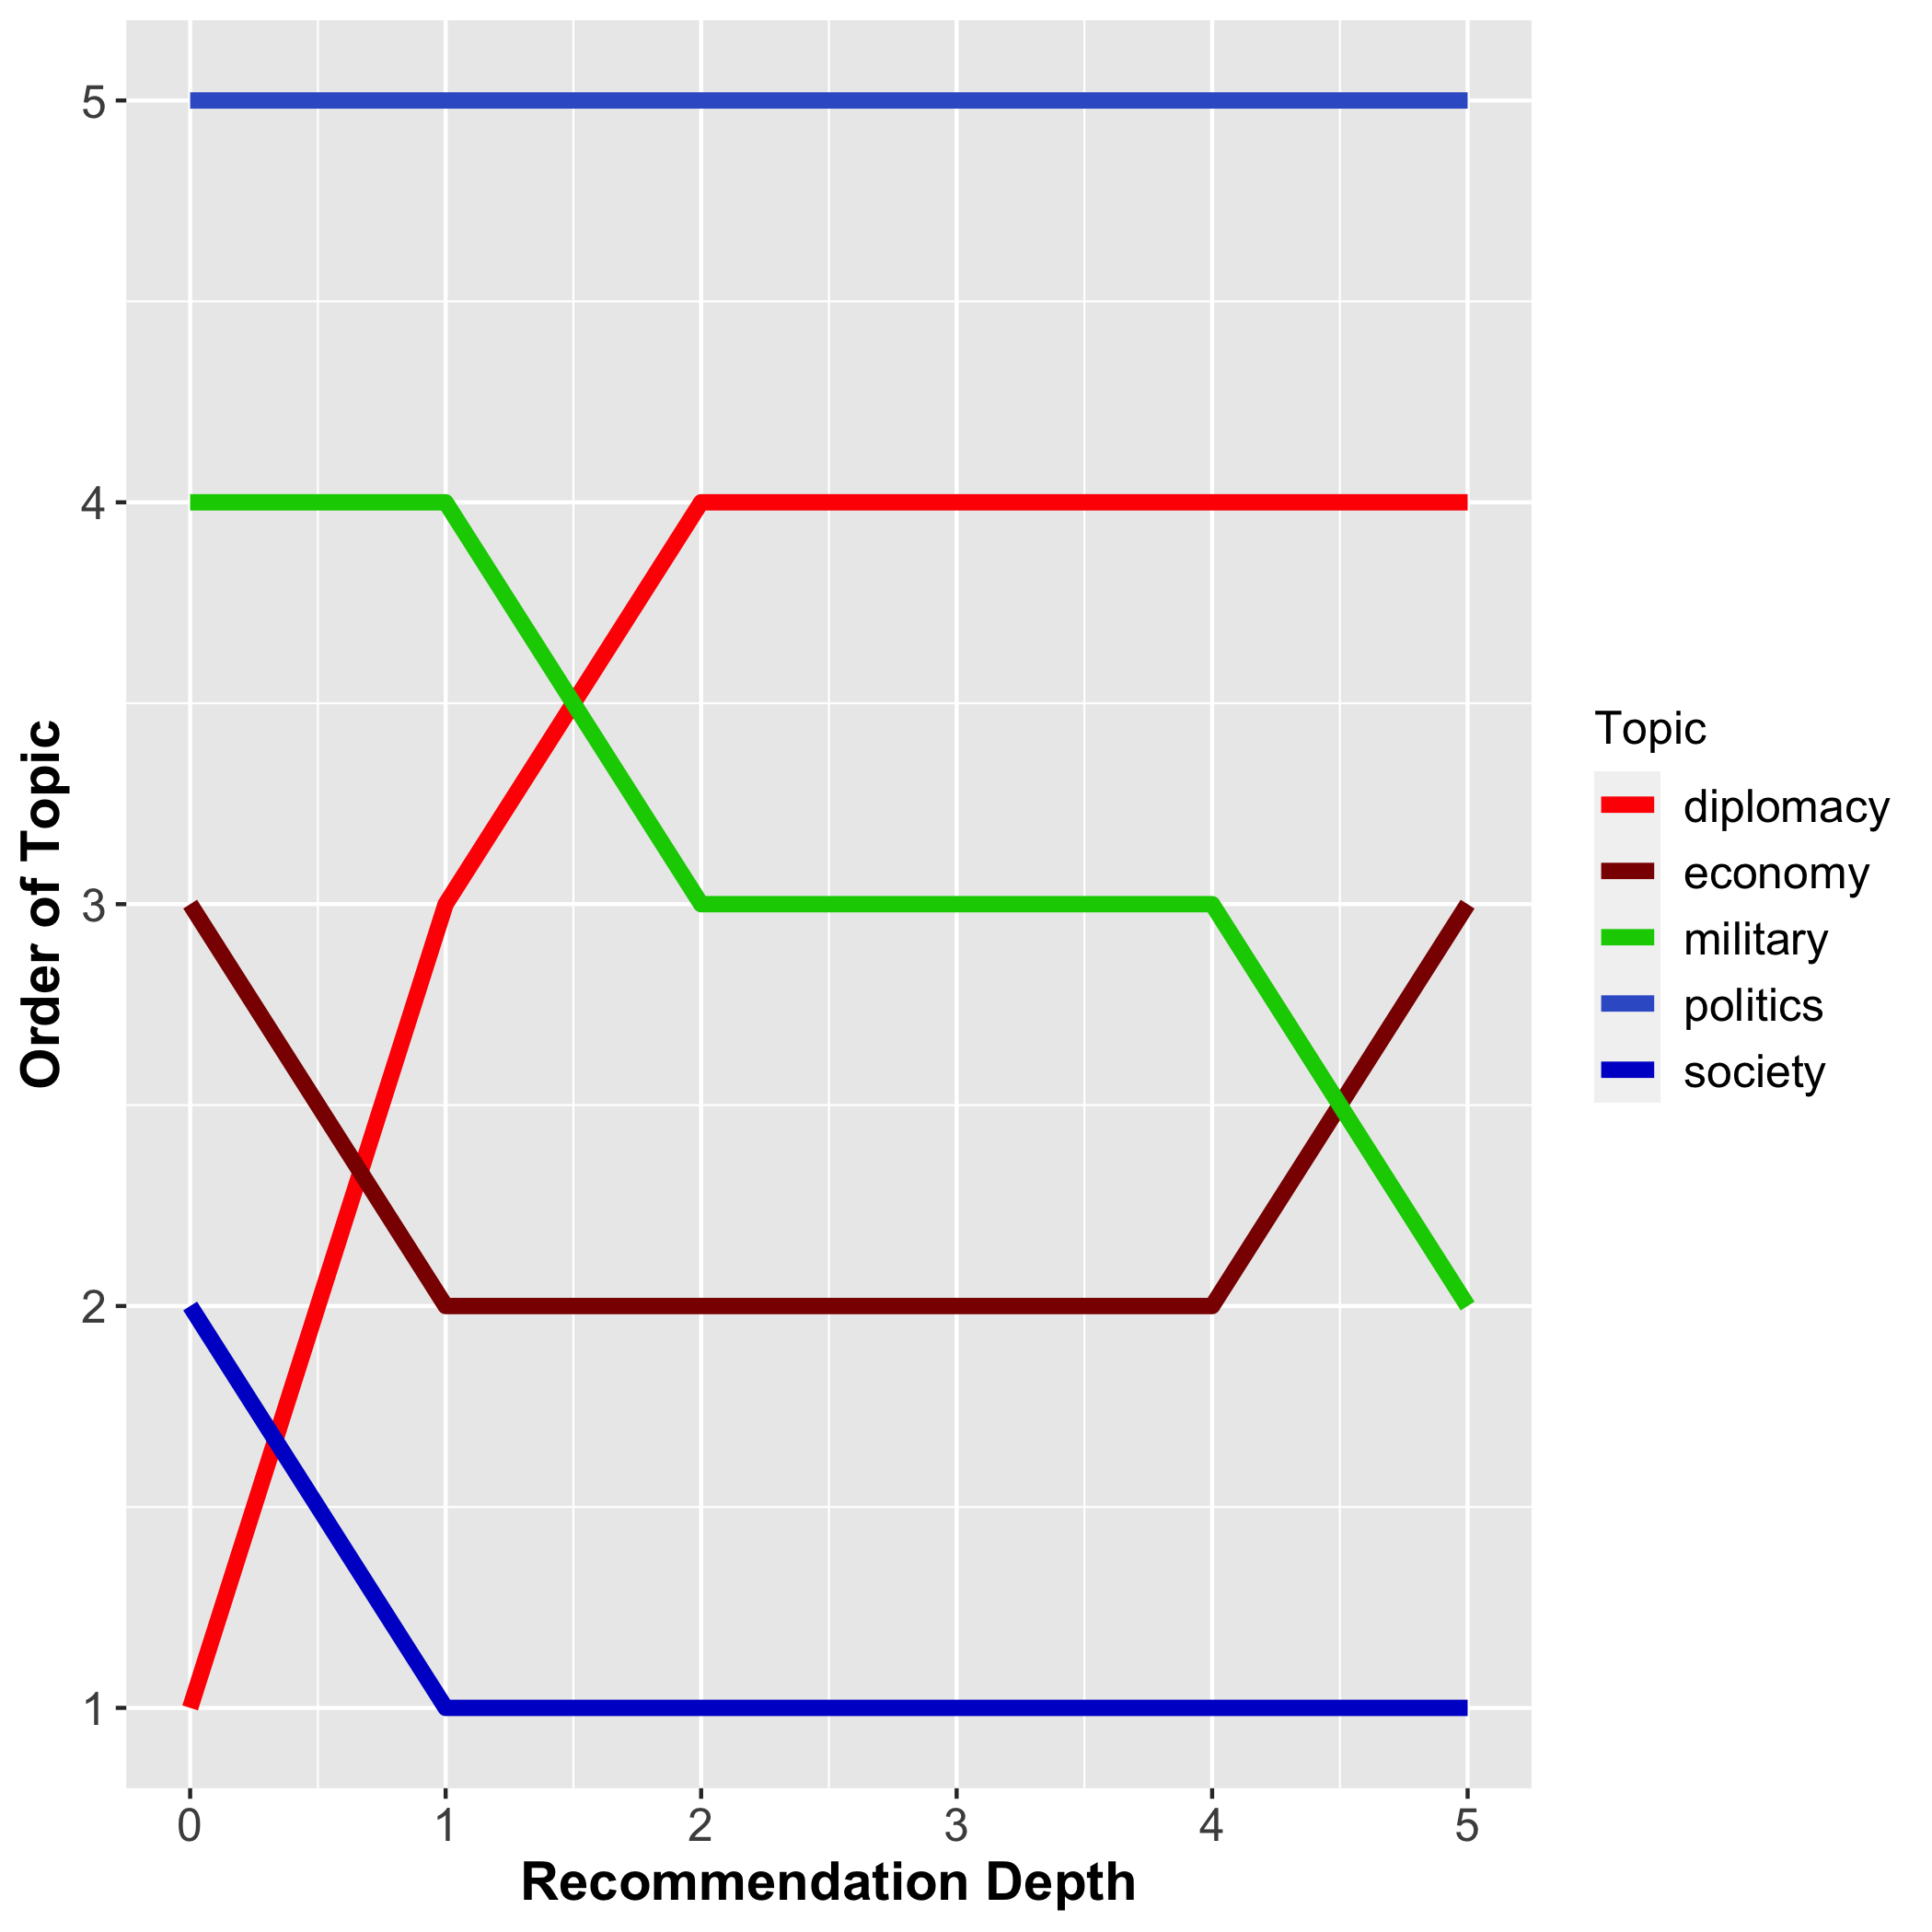 Order of Topic
5
4
3
2
1
0 1 2 3 4 5
Recommendation Depth
Topic
diplomacy
economy
military
politics
society